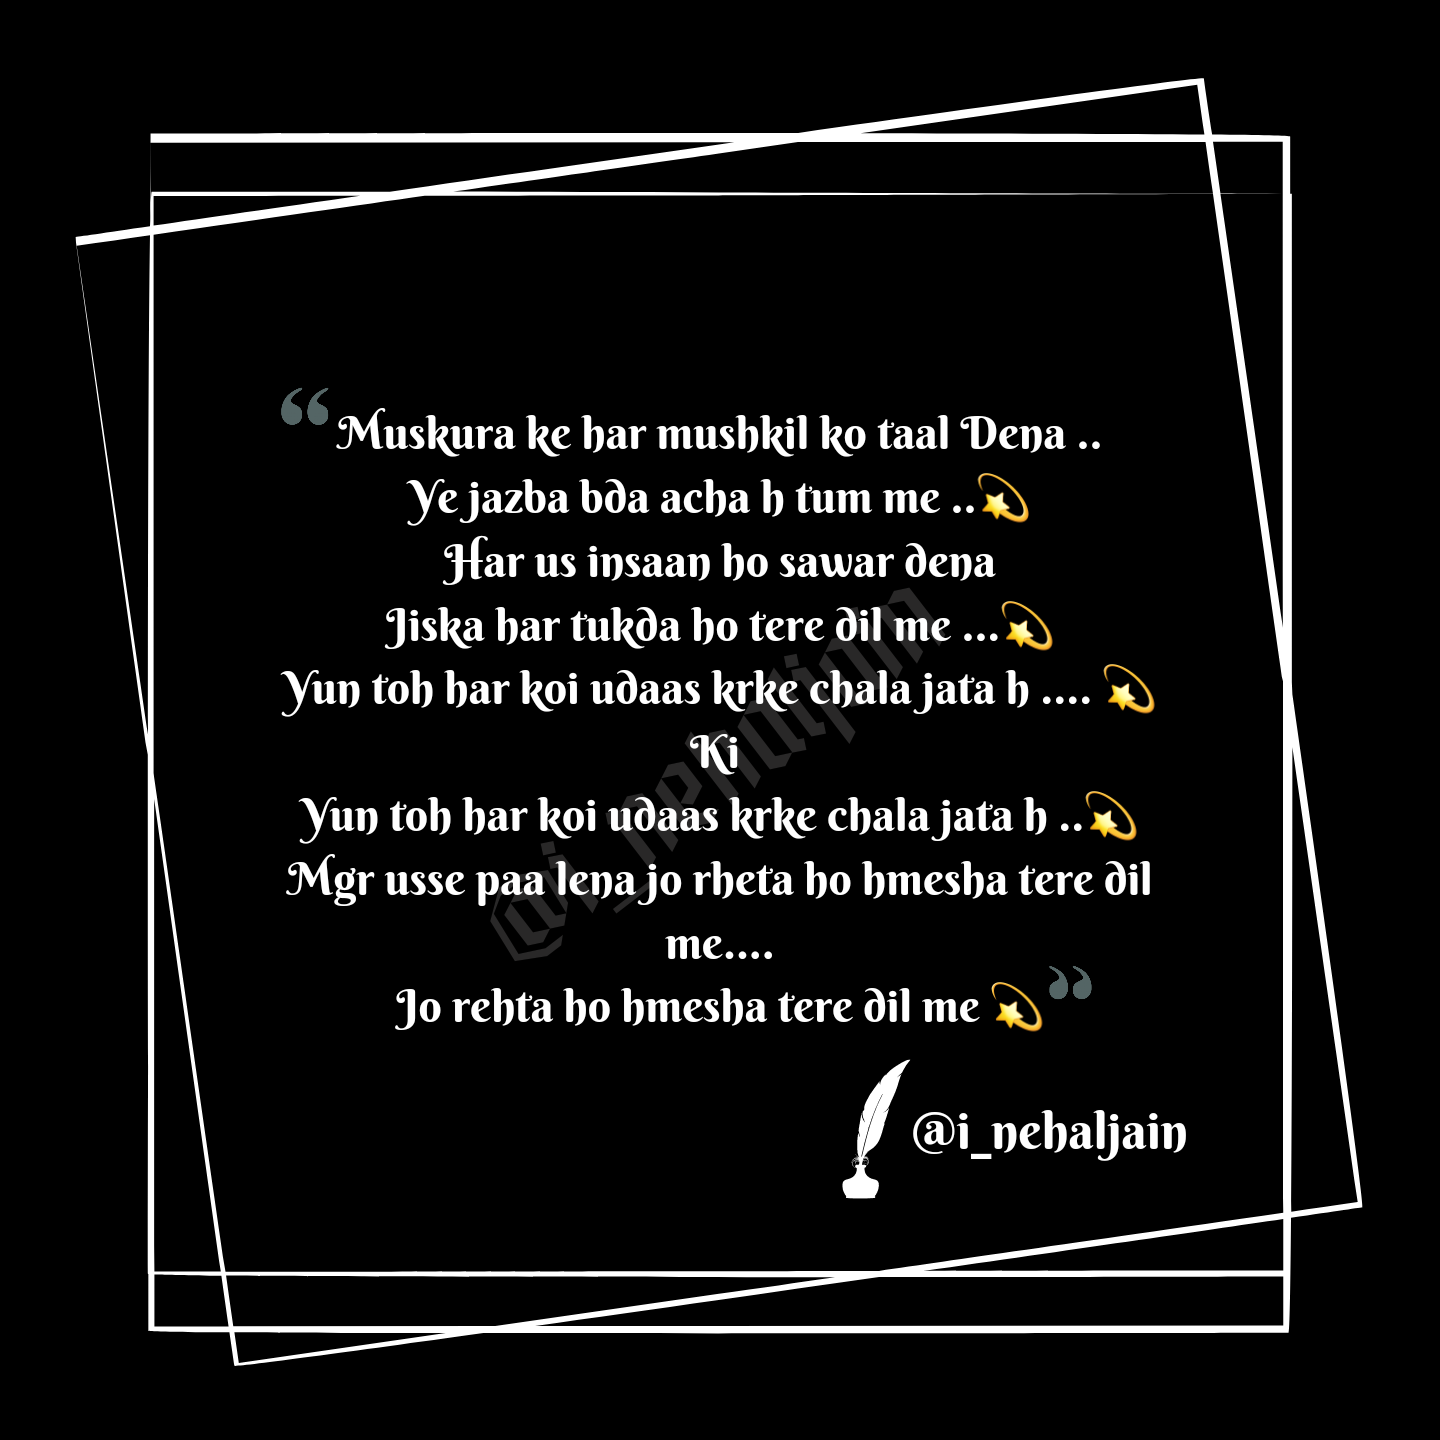 “Muskura ke har mushkil ko taal Dena ..
Ye jazba bda acha h tum me ..💫
Har us insaan ho sawar dena
Jiska har tukda ho tere dil me ...💫
Yun toh har koi udaas krke chala jata h .... 💫
Ki
Yun toh har koi udaas krke chala jata h ..💫
Mgr usse paa lena jo rheta ho hmesha tere dil
me....
Jo rehta ho hmesha tere dil me 💫”
@i_nehaljain
@i_nehaljain